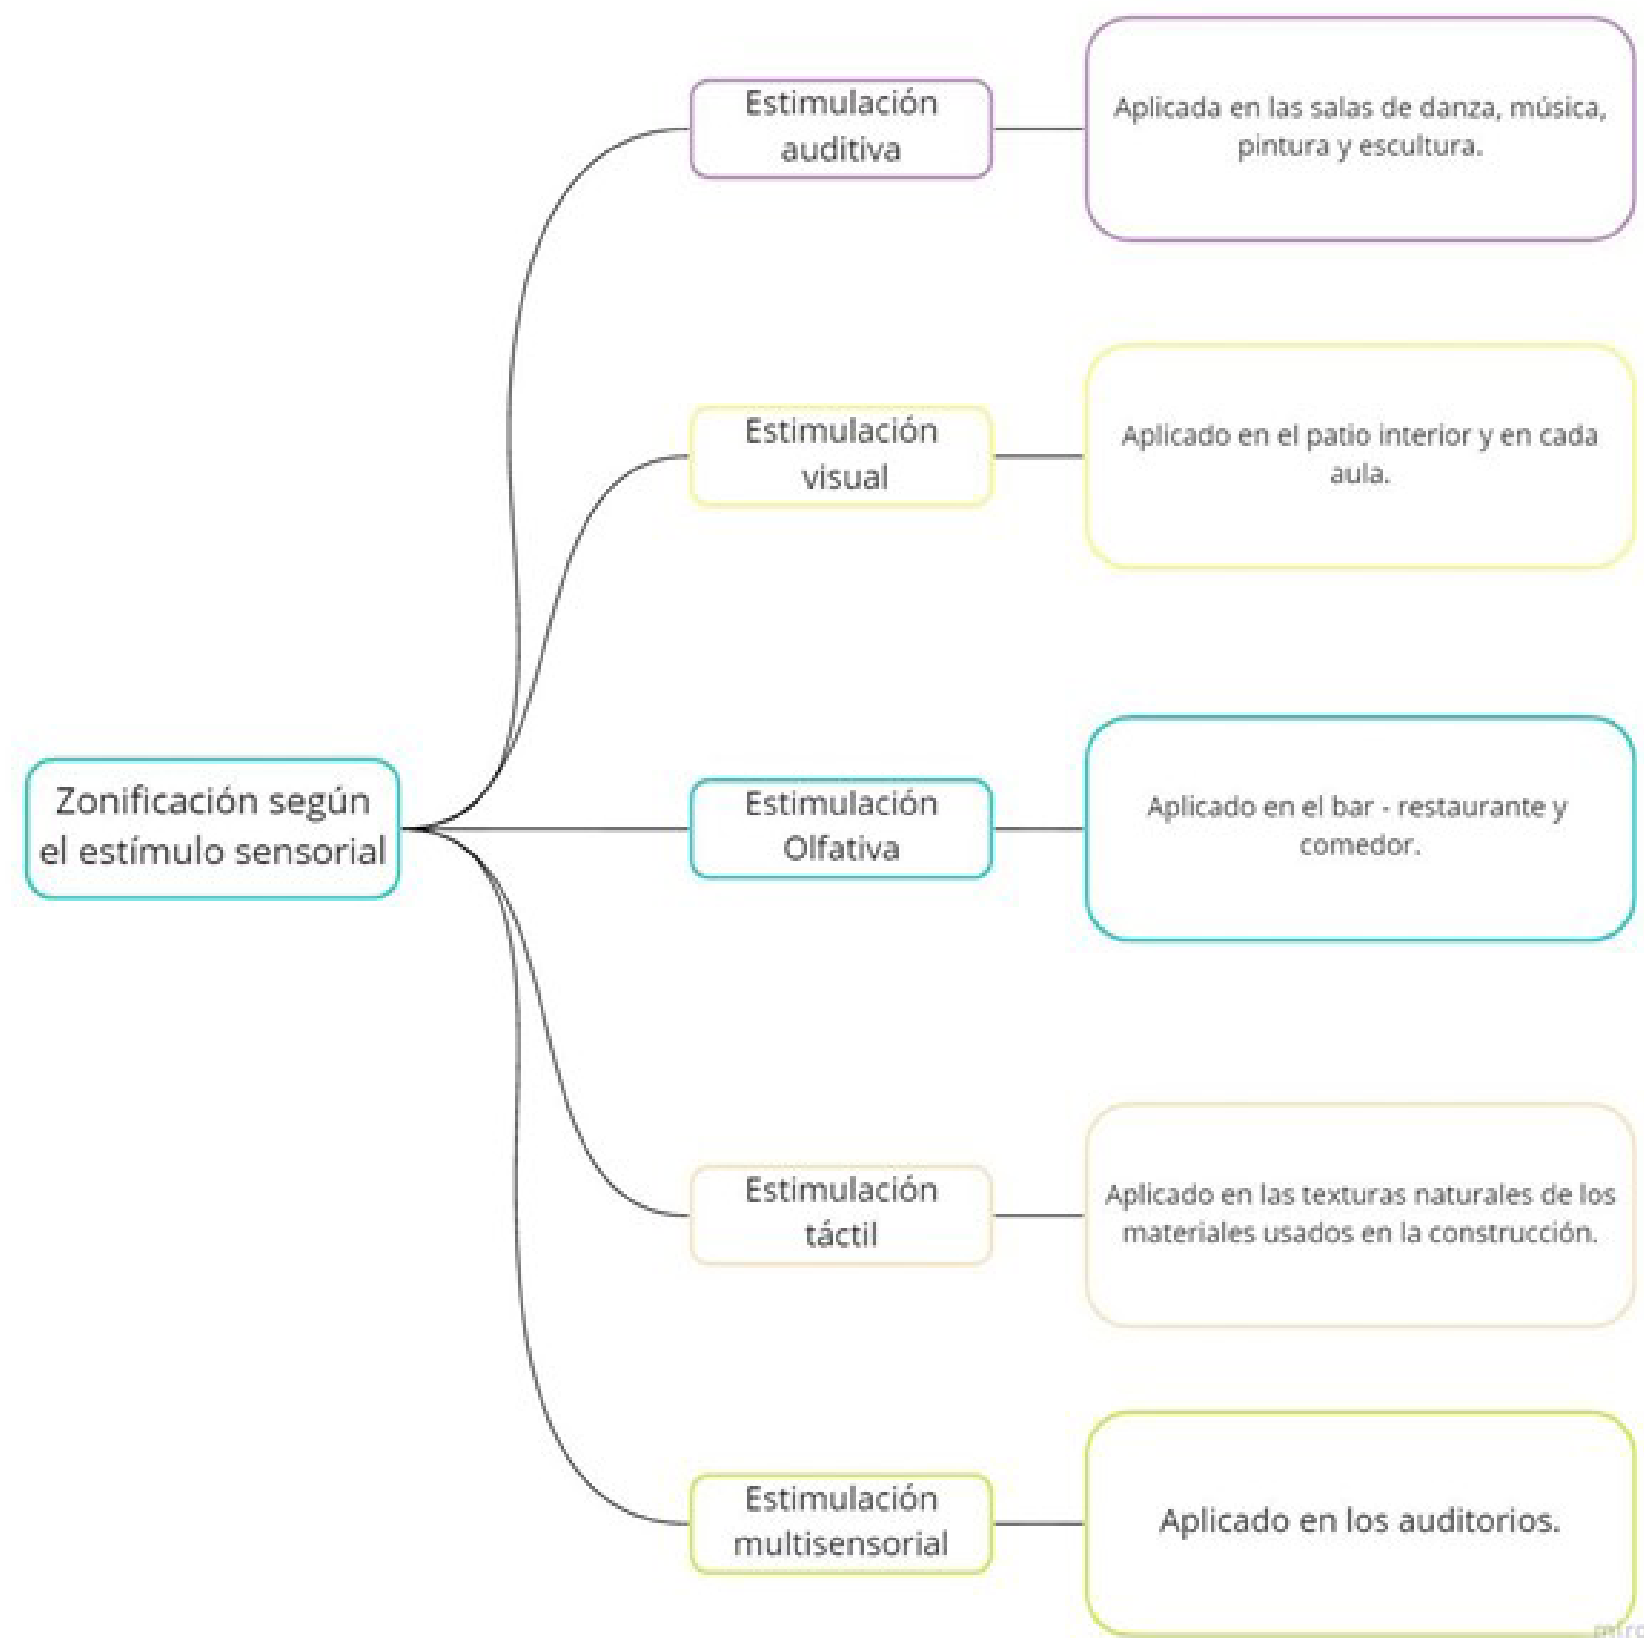 Estimulación
auditiva
Aplicada en las salas de danza, música,
pintura y escultura.
Estimulación
visual
Aplicado en el patio interior y en cada
aula.
Zonificación según
el estímulo sensorial
Estimulación
Olfativa
Aplicado en el bar - restaurante y
comedor.
Estimulación
táctil
Aplicado en las texturas naturales de los
materiales usados en la construcción.
Estimulación
multisensorial
Aplicado en los auditorios.